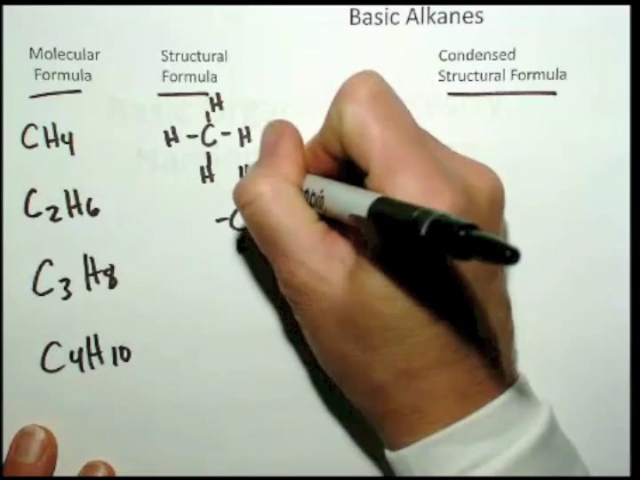 Basic Alkanes
Molecular
Formula
Structural
Formula
Condensed
Structural Formula
H
CH4
H-C-H
H
C2H6
-C
C3H8
C4H10